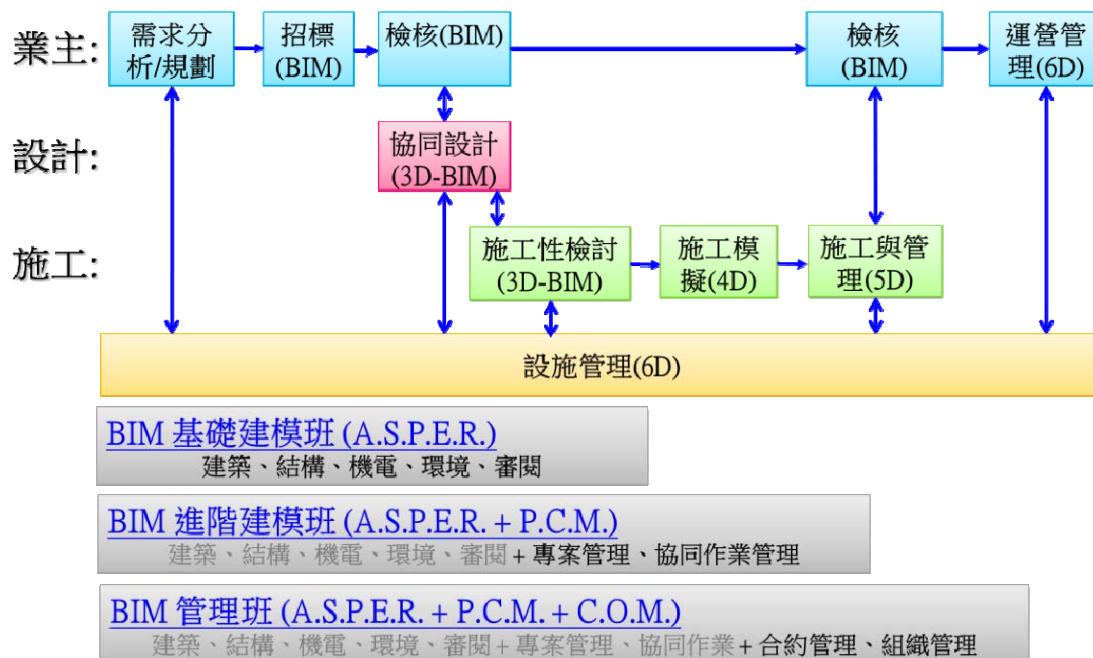 業主:
需求分
析/規劃
招標
(BIM)
檢核(BIM)
檢核
(BIM)
運營管
理(6D)
設計:
協同設計
(3D-BIM)
施工:
施工性檢討
(3D-BIM)
施工模
擬(4D)
施工與管
理(5D)
設施管理(6D)
BIM 基礎建模班 (A.S.P.E.R.)
建築、結構、機電、環境、審閱
BIM 進階建模班 (A.S.P.E.R. + P.C.M.)
建築、結構、機電、環境、審閱 + 專案管理、協同作業管理
BIM 管理班 (A.S.P.E.R. + P.C.M. + C.O.M.)
建築、結構、機電、環境、審閱 + 專案管理、協同作業 + 合約管理、組織管理